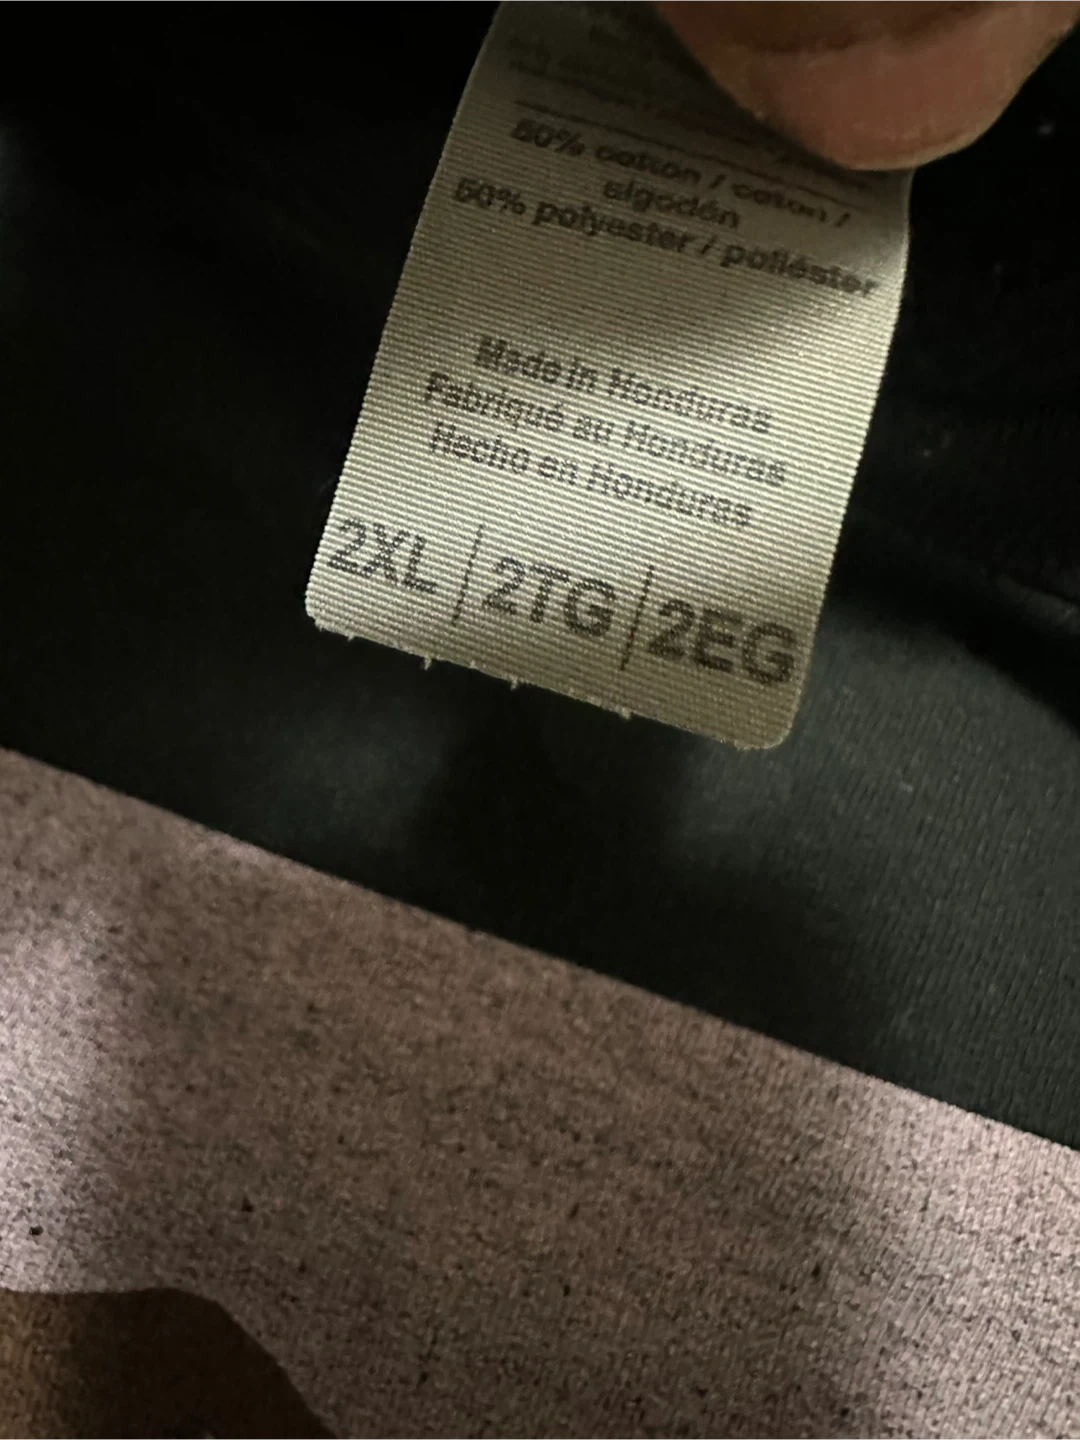 50% cotton / coton /
algodón
50% polyester / poliéster
Made in Honduras
Fabriqué au Honduras
Hecho en Honduras
2XL | 2TG | 2EG